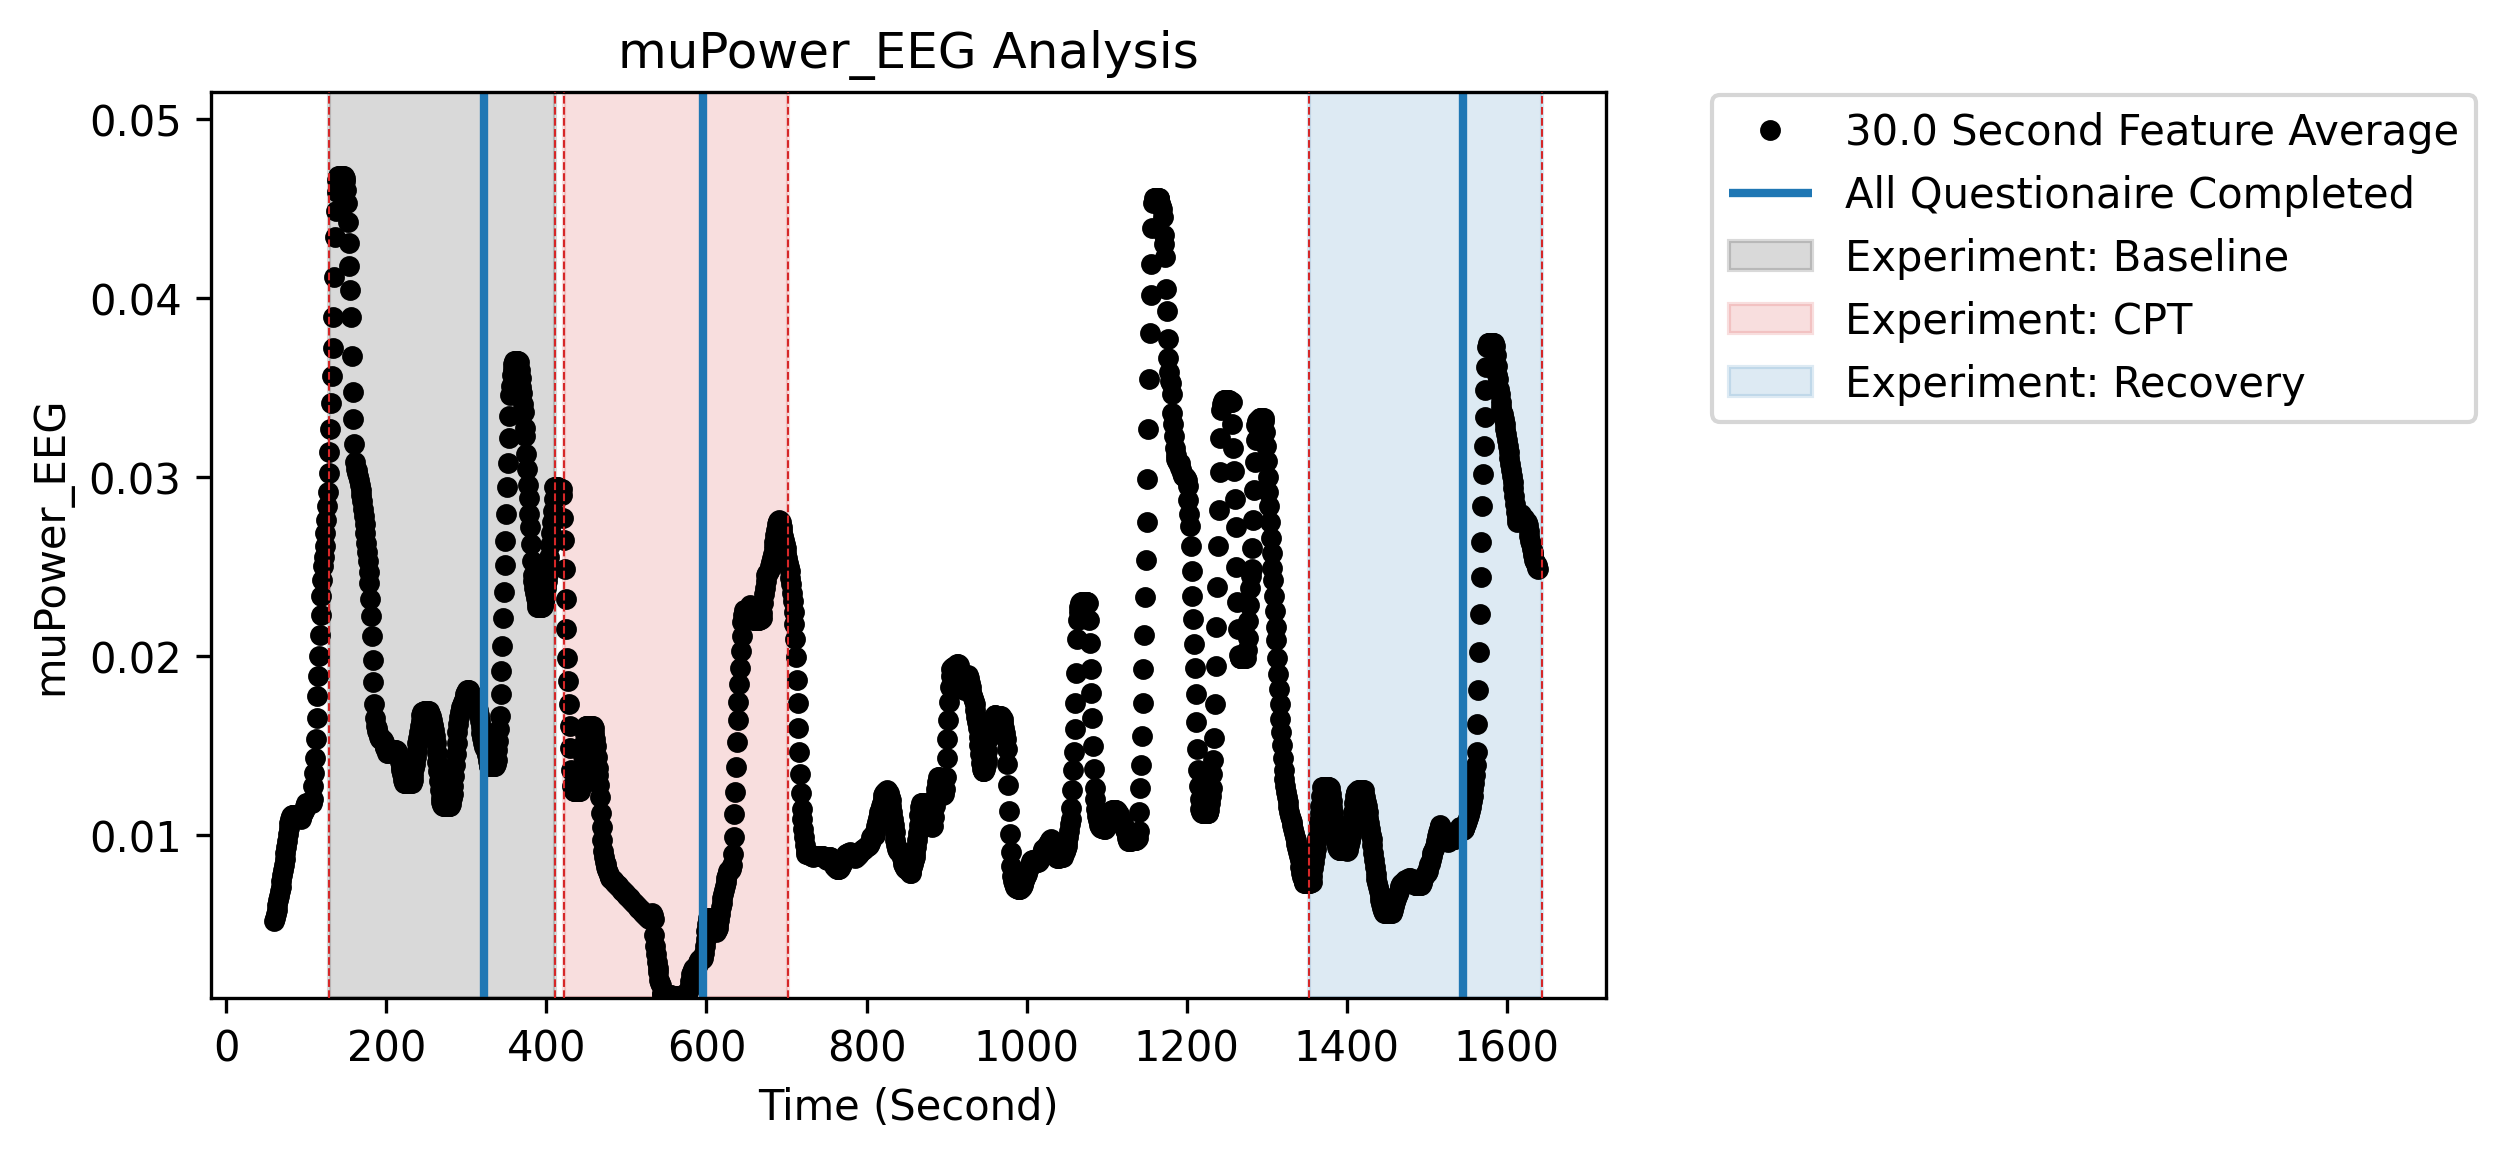 muPower_EEG Analysis
0.05
0.04
0.03
0.02
0.01
muPower_EEG
0 200 400 600 800 1000 1200 1400 1600
Time (Second)
30.0 Second Feature Average
All Questionaire Completed
Experiment: Baseline
Experiment: CPT
Experiment: Recovery